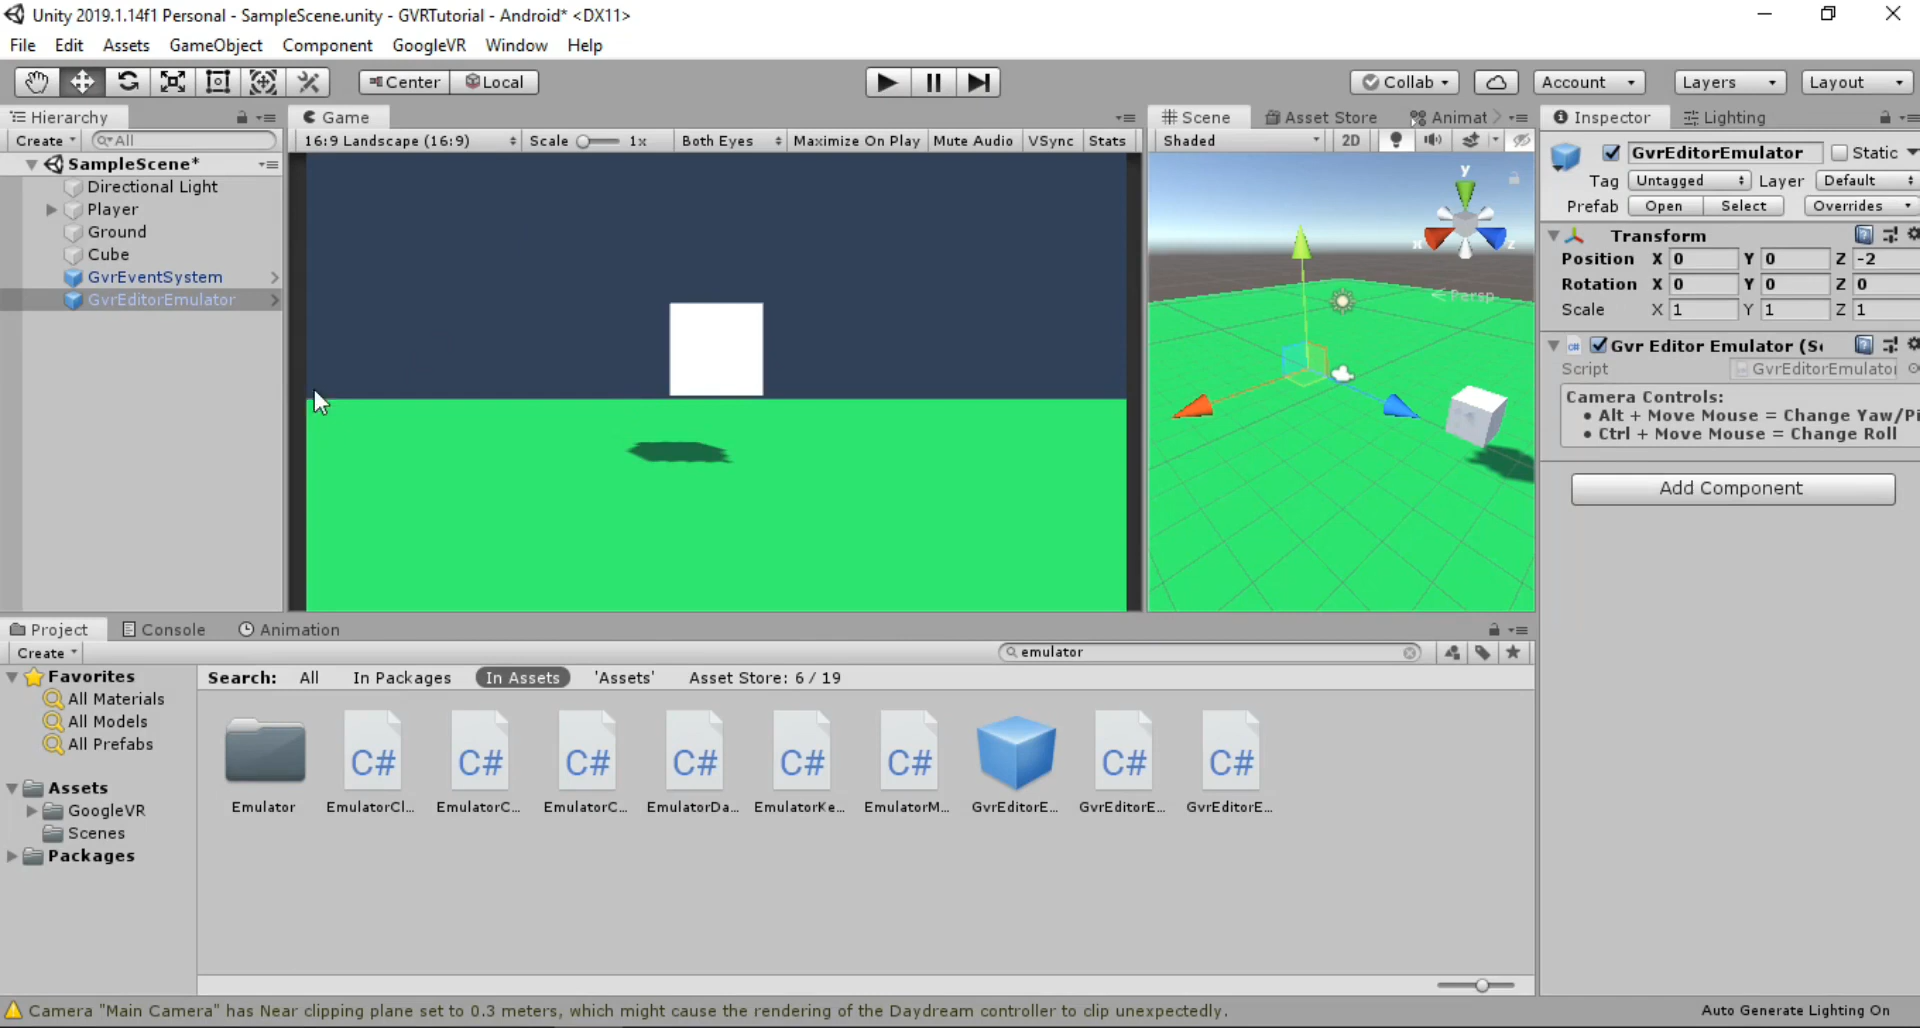 Unity 2019.1.14f1 Personal - SampleScene.unity - GVRTutorial - Android* <DX11>
File Edit Assets GameObject Component GoogleVR Window Help
Center Local Collab Account Layers Layout
Hierarchy
Create All
SampleScene*
Directional Light
Player
Ground
Cube
GvrEventSystem
GvrEditorEmulator
Game
16:9 Landscape (16:9) Scale 1x Both Eyes Maximize On Play Mute Audio VSync Stats
Scene Asset Store Animat
Shaded 2D
y
x z
Persp
Inspector Lighting
GvrEditorEmulator Static
Tag Untagged Layer Default
Prefab Open Select Overrides
Transform
Position X 0 Y 0 Z -2
Rotation X 0 Y 0 Z 0
Scale X 1 Y 1 Z 1
Gvr Editor Emulator (S
Script GvrEditorEmulator
Camera Controls:
• Alt + Move Mouse = Change Yaw/Pi
• Ctrl + Move Mouse = Change Roll
Add Component
Project Console Animation
Create emulator
Favorites
All Materials
All Models
All Prefabs
Assets
GoogleVR
Scenes
Packages
Search: All In Packages In Assets 'Assets' Asset Store: 6 / 19
C# C# C# C# C# C# C# C#
Emulator EmulatorCl... EmulatorC... EmulatorC... EmulatorDa... EmulatorKe... EmulatorM... GvrEditorE... GvrEditorE... GvrEditorE...
Camera "Main Camera" has Near clipping plane set to 0.3 meters, which might cause the rendering of the Daydream controller to clip unexpectedly.
Auto Generate Lighting On